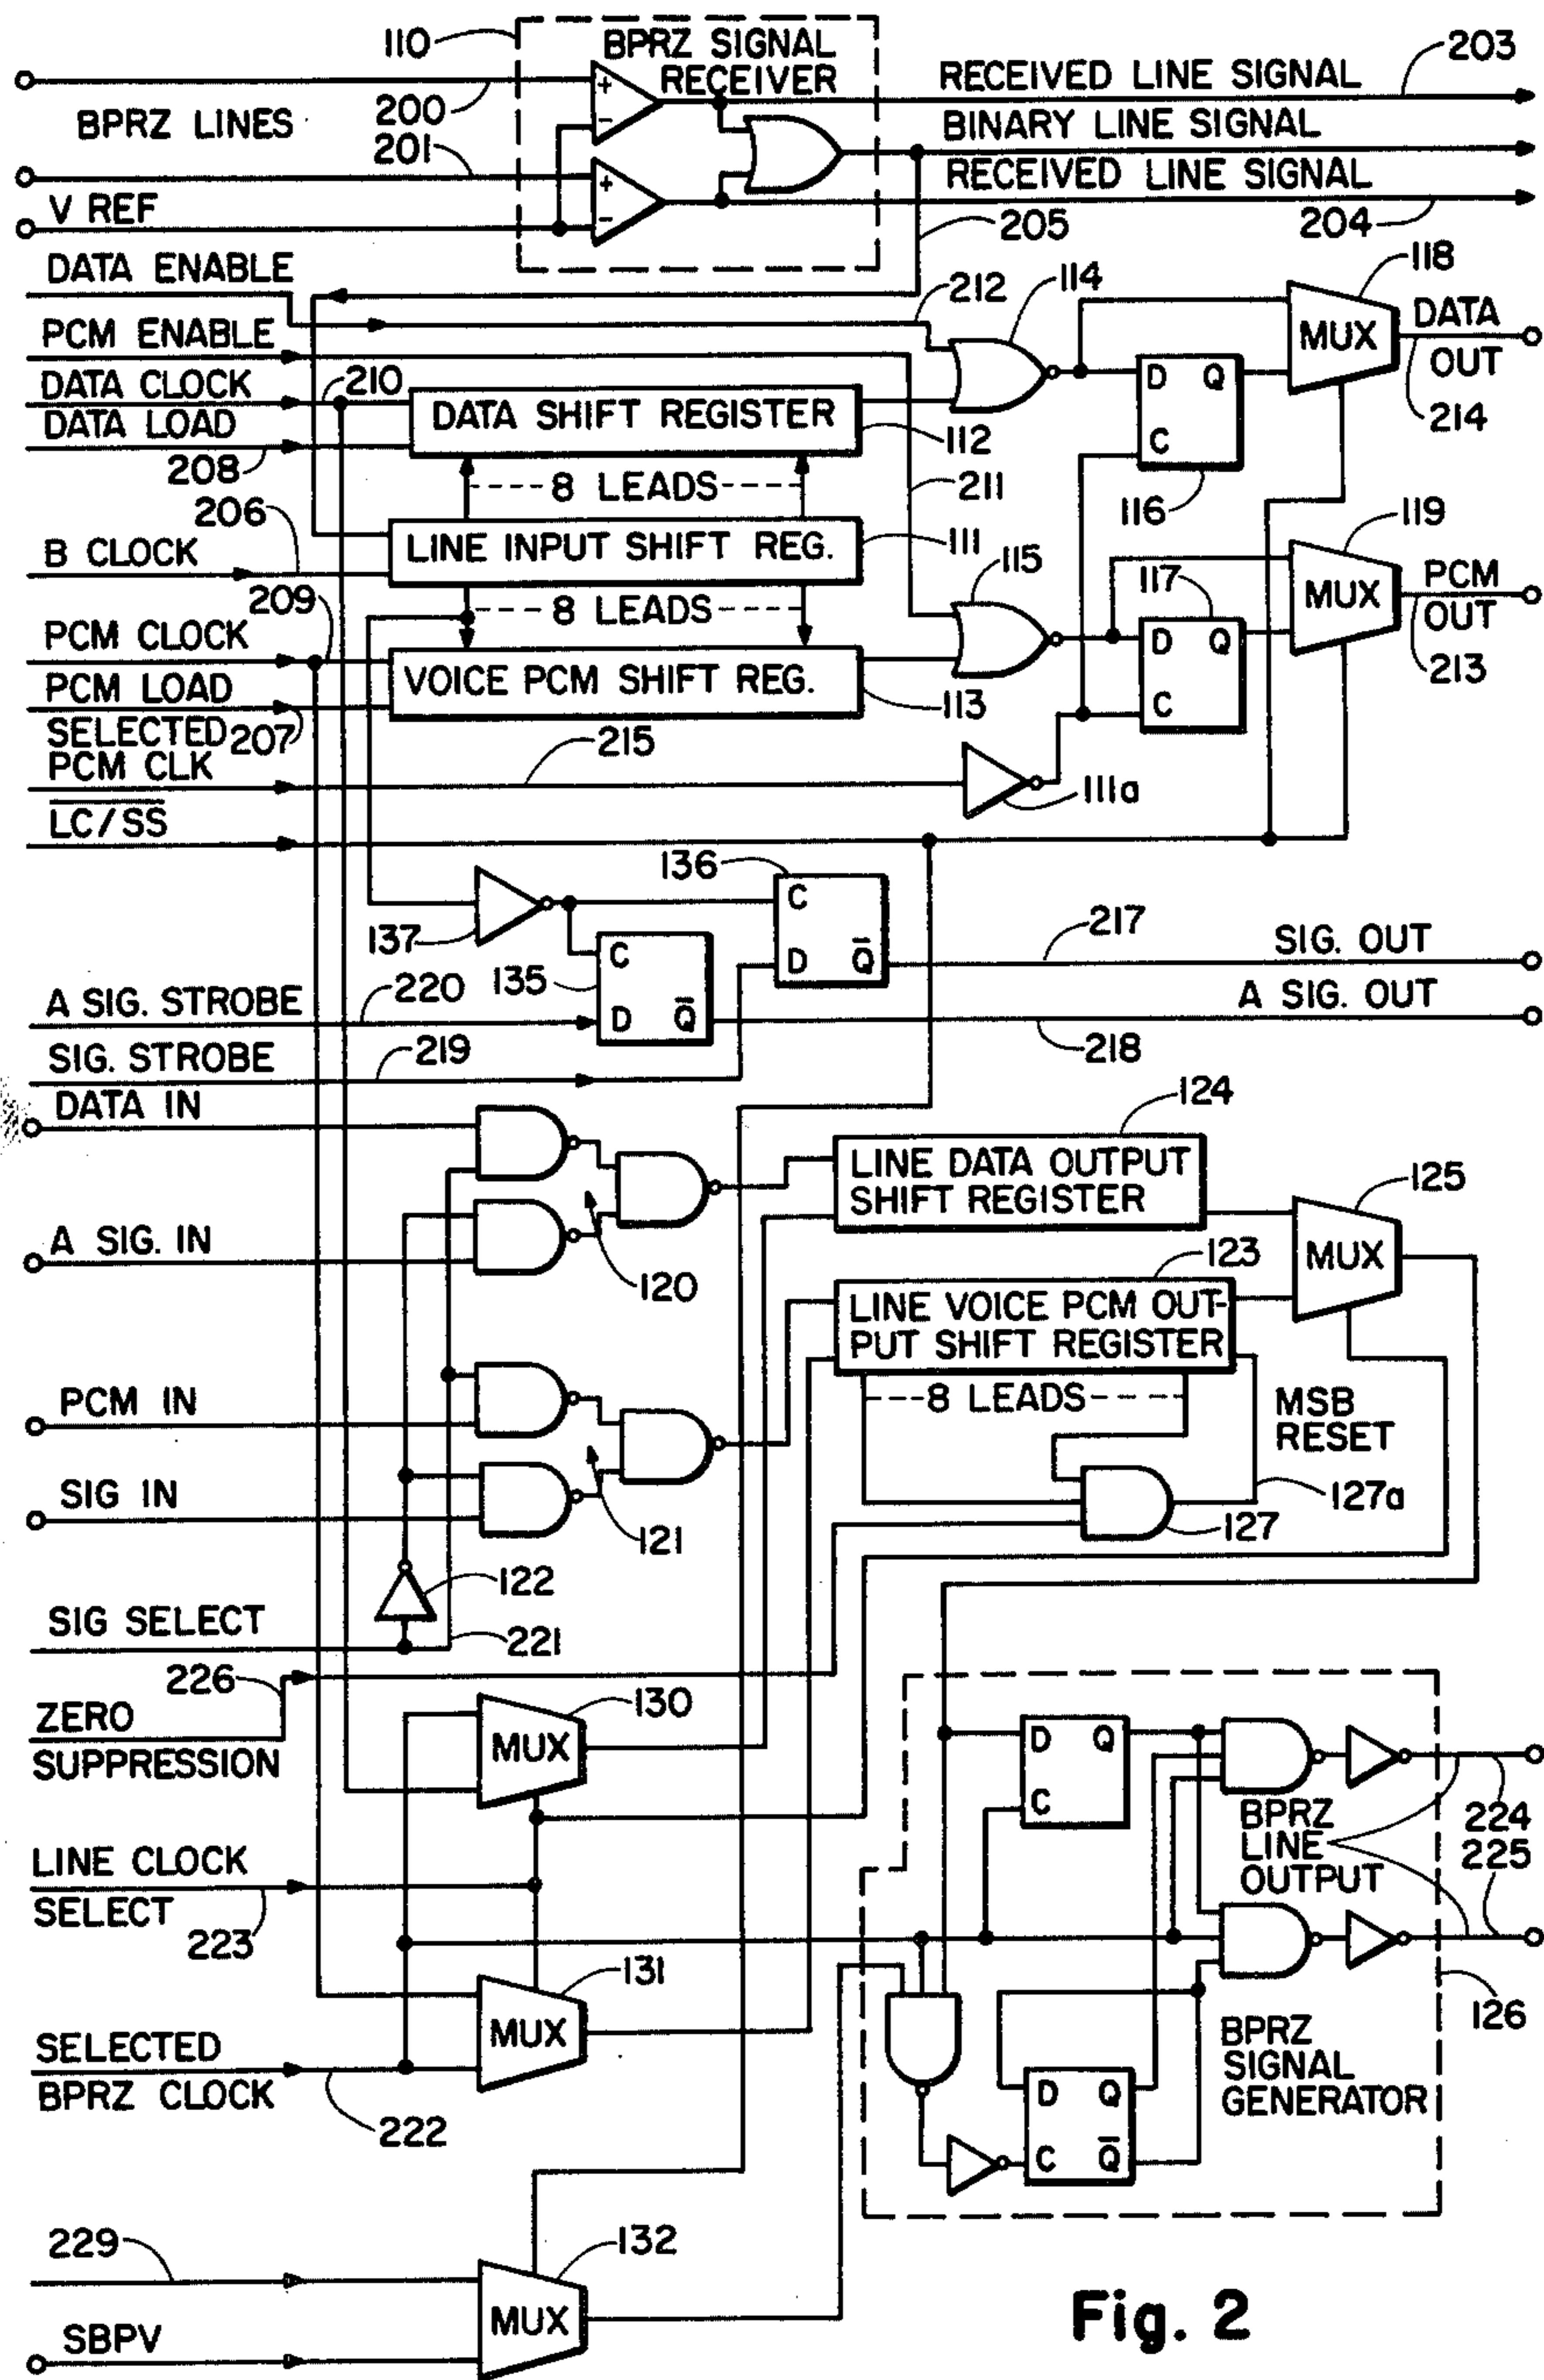 110
BPRZ SIGNAL
RECEIVER
+
−
+
−
BPRZ LINES
200
201
V REF
RECEIVED LINE SIGNAL
203
BINARY LINE SIGNAL
RECEIVED LINE SIGNAL
204
205
DATA ENABLE
212
114
118
PCM ENABLE
MUX
DATA
OUT
214
DATA CLOCK
210
DATA SHIFT REGISTER
112
D Q
C
116
DATA LOAD
208
8 LEADS
211
206
B CLOCK
LINE INPUT SHIFT REG.
111
115
119
117
MUX
PCM
OUT
213
209
8 LEADS
PCM CLOCK
VOICE PCM SHIFT REG.
113
D Q
C
PCM LOAD
207
SELECTED
PCM CLK
215
111a
LC/SS
136
137
C
D Q̅
217
SIG. OUT
135
C
D Q̅
A SIG. STROBE
220
A SIG. OUT
218
SIG. STROBE
219
DATA IN
124
LINE DATA OUTPUT
SHIFT REGISTER
125
MUX
A SIG. IN
120
123
LINE VOICE PCM OUT-
PUT SHIFT REGISTER
PCM IN
8 LEADS
MSB
RESET
SIG IN
121
127
127a
122
SIG SELECT
221
226
ZERO
SUPPRESSION
130
MUX
D Q
C
BPRZ
LINE
OUTPUT
224
225
LINE CLOCK
SELECT
223
131
MUX
126
SELECTED
BPRZ CLOCK
222
BPRZ
SIGNAL
GENERATOR
D Q
C Q̅
229
132
MUX
SBPV
Fig. 2